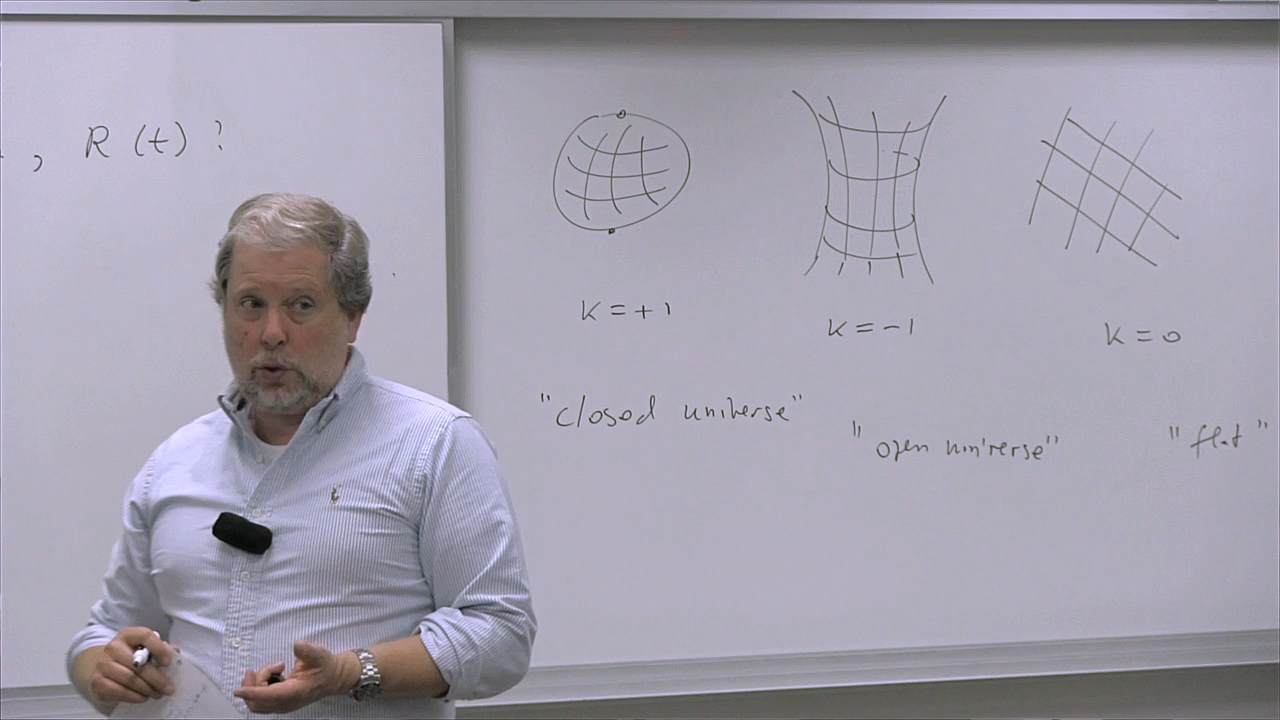 , R (t) ?
K = + 1
K = - 1
K = 0
"closed universe"
"open universe"
"flat"